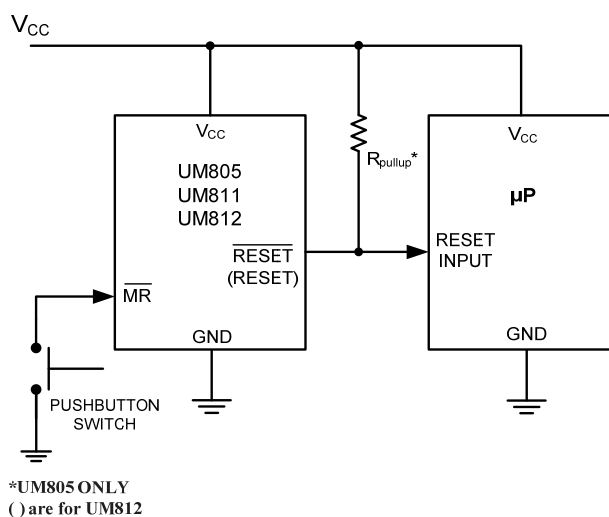 VCC
VCC
UM805
UM811
UM812
Rpullup*
VCC
µP
RESET
(RESET)
RESET
INPUT
MR
GND
GND
PUSHBUTTON
SWITCH
*UM805 ONLY
( ) are for UM812